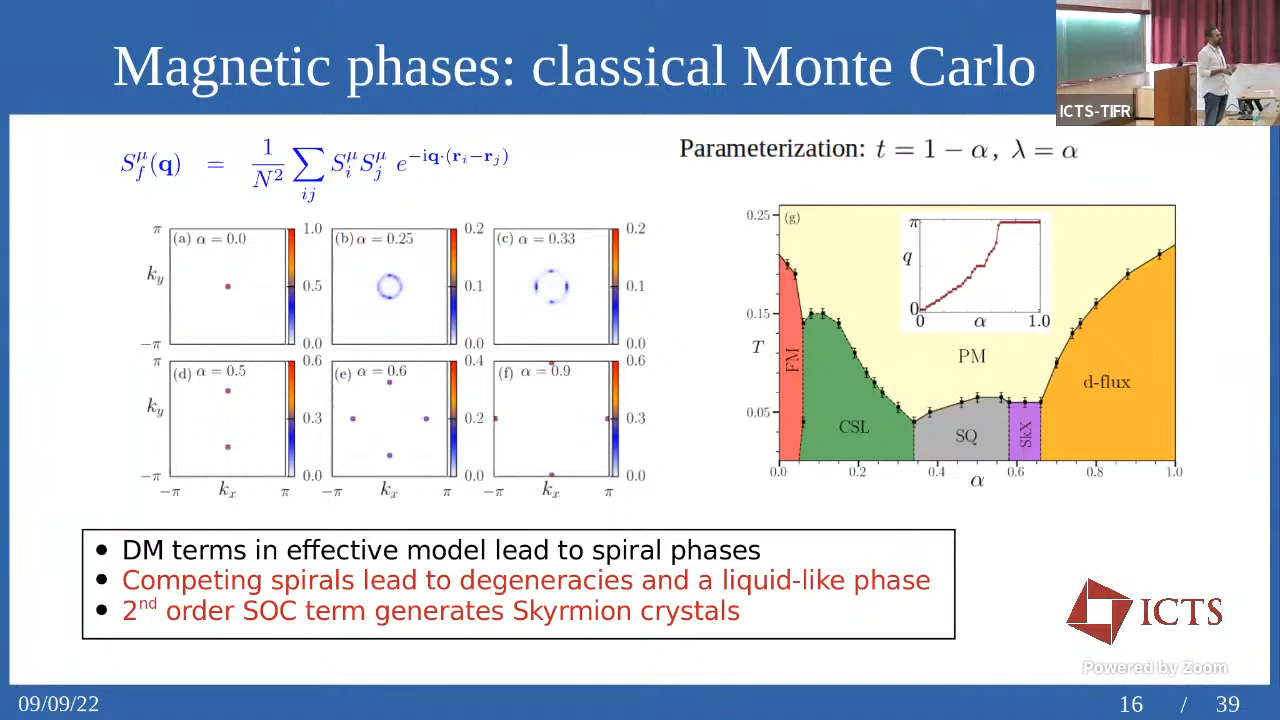 Magnetic phases: classical Monte Carlo
ICTS-TIFR
S_f^μ(q) = 1/N² ∑_{ij} S_i^μ S_j^μ e^{−iq·(r_i−r_j)}
Parameterization: t = 1 − α, λ = α
π (a) α = 0.0 1.0 (b) α = 0.25 0.2 (c) α = 0.33 0.2
k_y 0.5 0.1 0.1
−π 0.0 0.0 0.0
π (d) α = 0.5 0.6 (e) α = 0.6 0.4 (f) α = 0.9 0.6
k_y 0.3 0.2 0.3
−π 0.0 0.0 0.0
−π k_x π −π k_x π −π k_x π
0.25 (g)
π
q
0
0 α 1.0
0.15
T
FM
PM
d-flux
0.05
CSL
SQ
SkX
0.0 0.2 0.4 0.6 0.8 1.0
α
• DM terms in effective model lead to spiral phases
• Competing spirals lead to degeneracies and a liquid-like phase
• 2nd order SOC term generates Skyrmion crystals
ICTS
Powered by Zoom
09/09/22 16 / 39